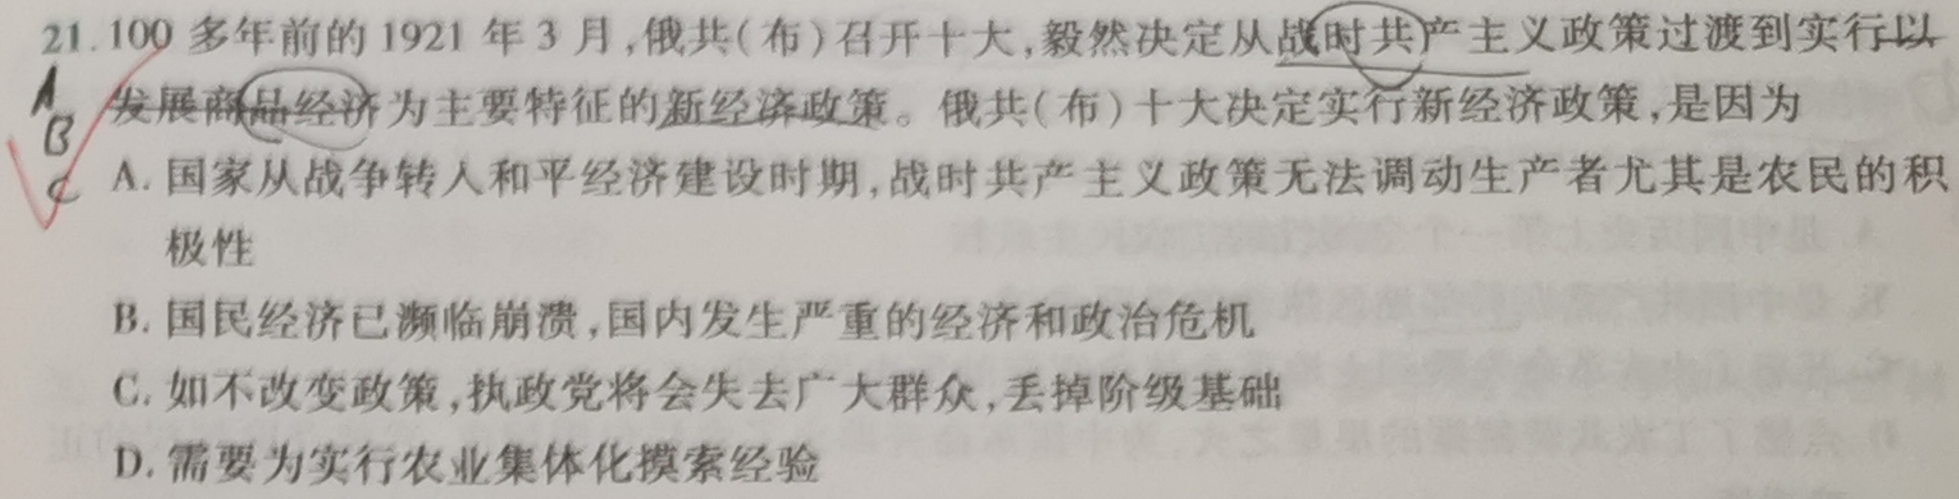 21. 100 多年前的 1921 年 3 月,俄共(布)召开十大,毅然决定从战时共产主义政策过渡到实行以
A
发展商品经济为主要特征的新经济政策。俄共(布)十大决定实行新经济政策,是因为
B
C
A. 国家从战争转入和平经济建设时期,战时共产主义政策无法调动生产者尤其是农民的积
极性
B. 国民经济已濒临崩溃,国内发生严重的经济和政治危机
C. 如不改变政策,执政党将会失去广大群众,丢掉阶级基础
D. 需要为实行农业集体化摸索经验